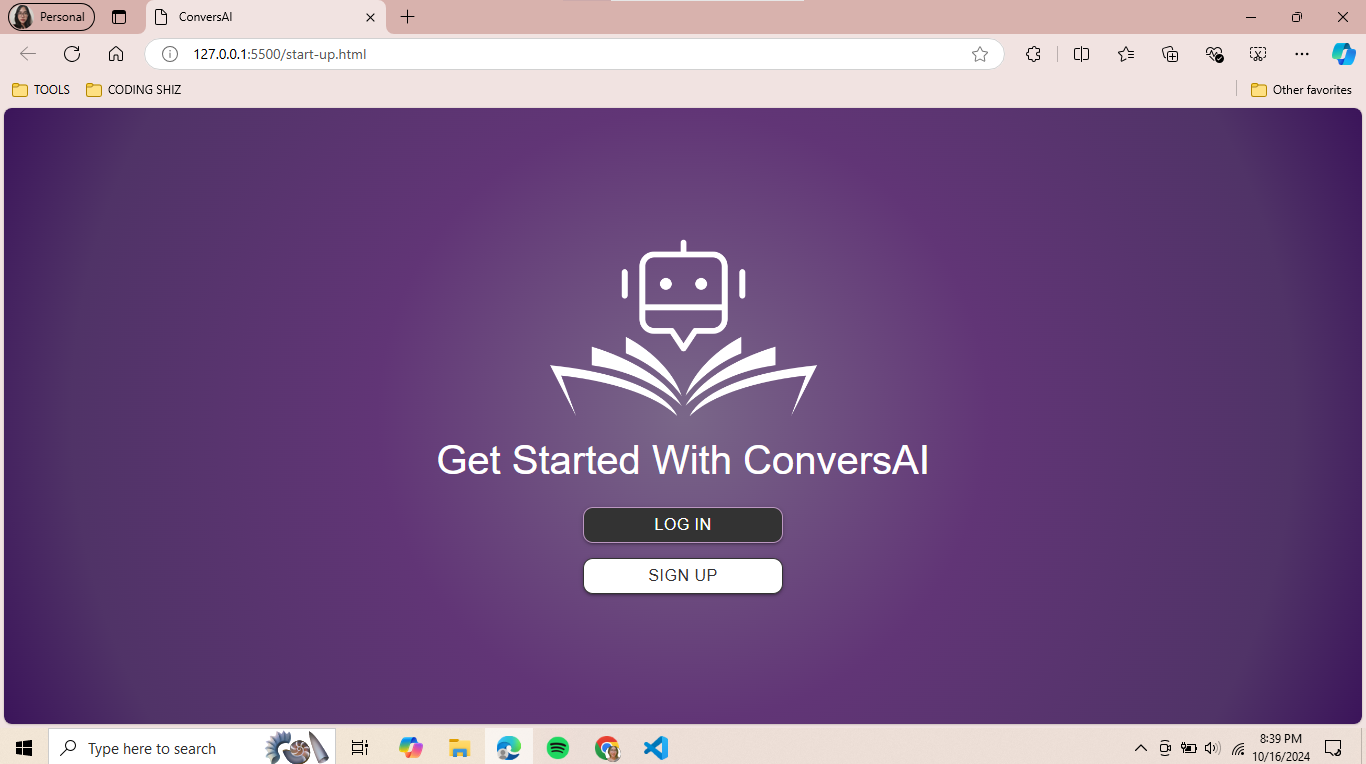 Personal
ConversAI
127.0.0.1:5500/start-up.html
TOOLS
CODING SHIZ
Other favorites
Get Started With ConversAI
LOG IN
SIGN UP
Type here to search
8:39 PM
10/16/2024